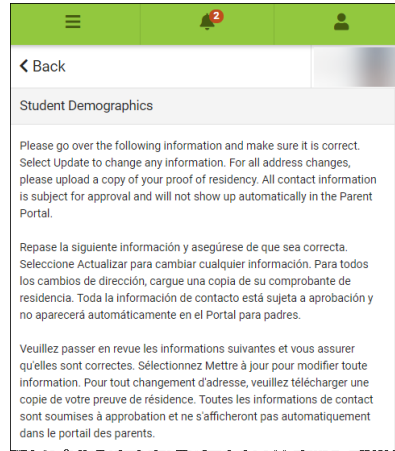 2
Back
Student Demographics
Please go over the following information and make sure it is correct.
Select Update to change any information. For all address changes,
please upload a copy of your proof of residency. All contact information
is subject for approval and will not show up automatically in the Parent
Portal.
Repase la siguiente información y asegúrese de que sea correcta.
Seleccione Actualizar para cambiar cualquier información. Para todos
los cambios de dirección, cargue una copia de su comprobante de
residencia. Toda la información de contacto está sujeta a aprobación y
no aparecerá automáticamente en el Portal para padres.
Veuillez passer en revue les informations suivantes et vous assurer
qu'elles sont correctes. Sélectionnez Mettre à jour pour modifier toute
information. Pour tout changement d'adresse, veuillez télécharger une
copie de votre preuve de résidence. Toutes les informations de contact
sont soumises à approbation et ne s'afficheront pas automatiquement
dans le portail des parents.